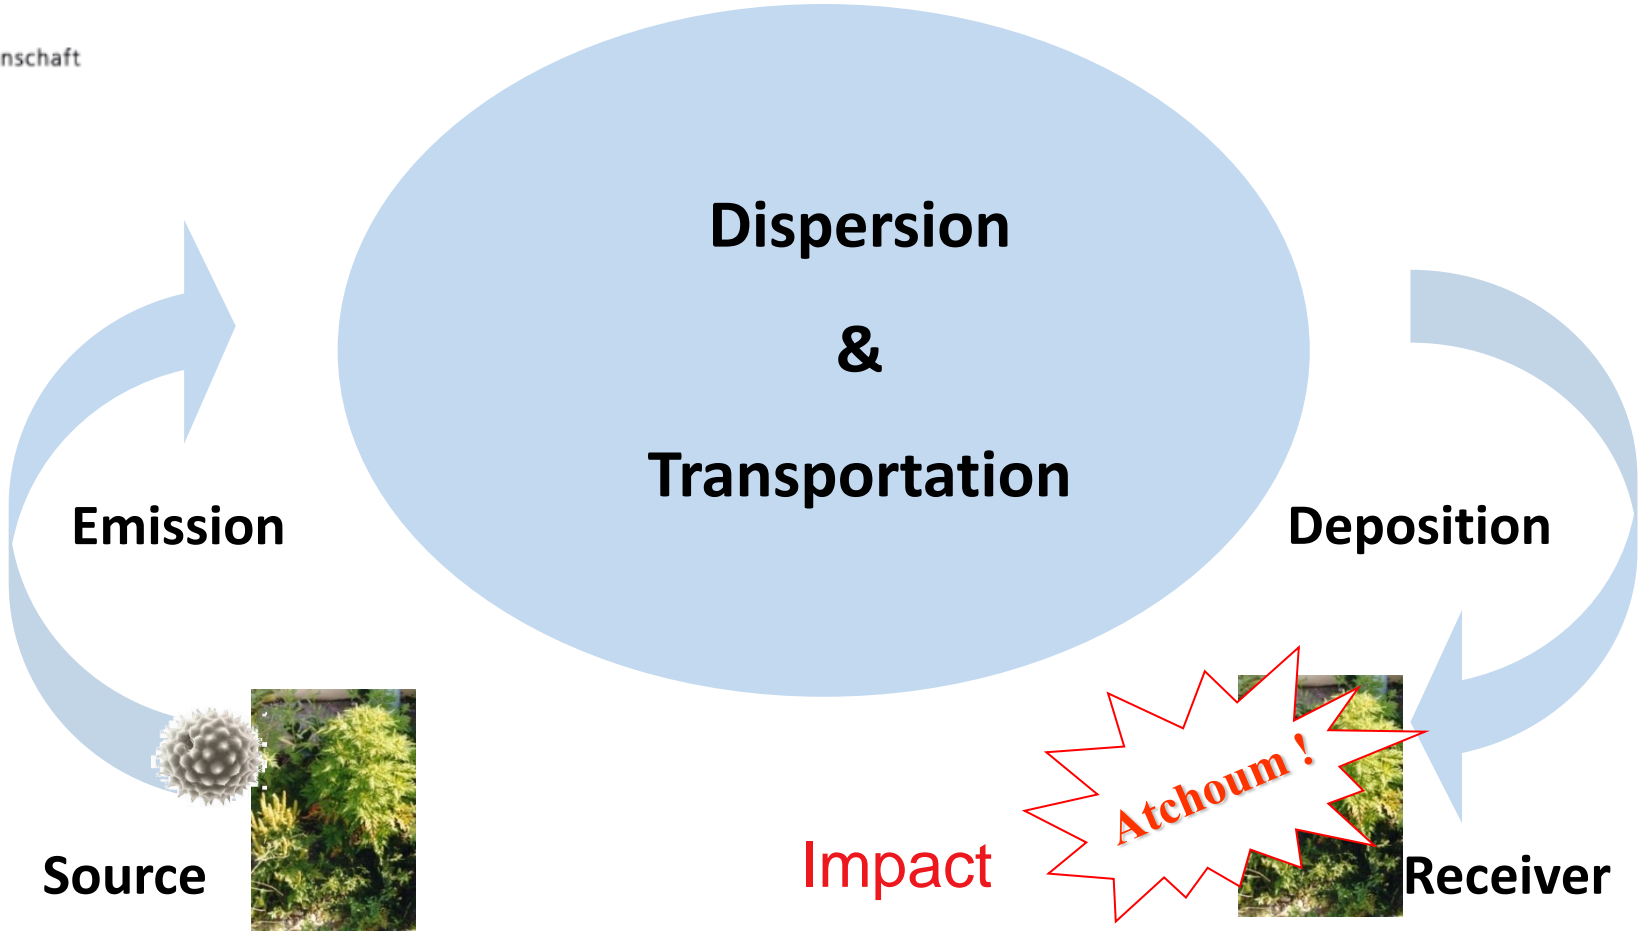 nschaft
Dispersion
&
Transportation
Emission
Deposition
Atchoum !
Source
Impact
Receiver